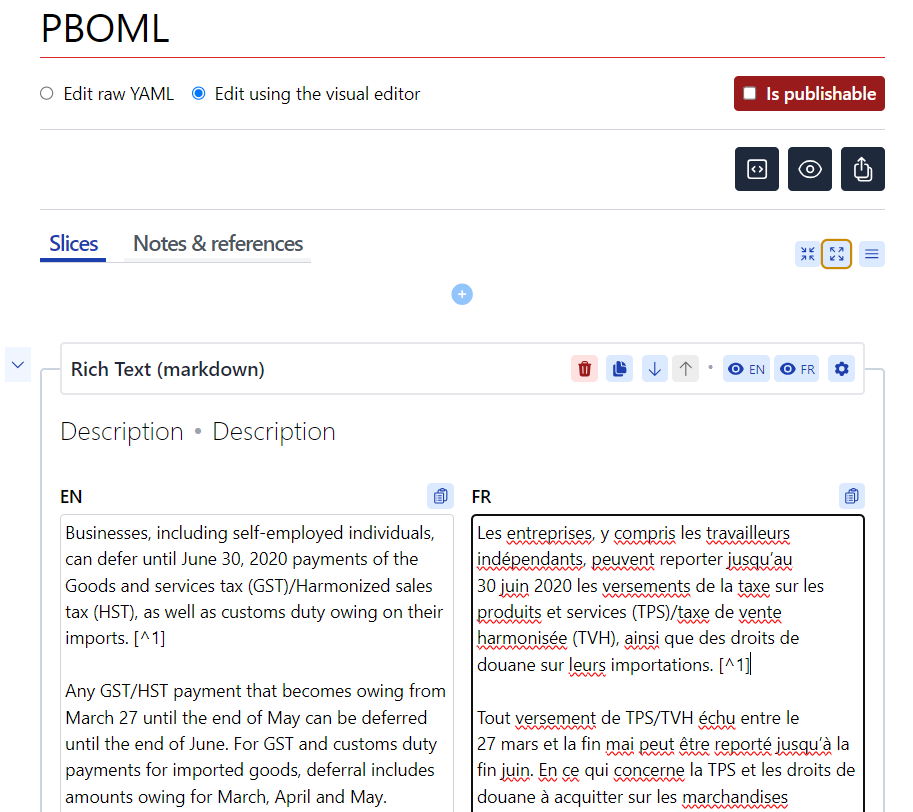 PBOML
Edit raw YAML Edit using the visual editor Is publishable
Slices Notes & references
Rich Text (markdown) • EN FR
Description • Description
EN
Businesses, including self-employed individuals,
can defer until June 30, 2020 payments of the
Goods and services tax (GST)/Harmonized sales
tax (HST), as well as customs duty owing on their
imports. [^1]
Any GST/HST payment that becomes owing from
March 27 until the end of May can be deferred
until the end of June. For GST and customs duty
payments for imported goods, deferral includes
amounts owing for March, April and May.
FR
Les entreprises, y compris les travailleurs
indépendants, peuvent reporter jusqu’au
30 juin 2020 les versements de la taxe sur les
produits et services (TPS)/taxe de vente
harmonisée (TVH), ainsi que des droits de
douane sur leurs importations. [^1]
Tout versement de TPS/TVH échu entre le
27 mars et la fin mai peut être reporté jusqu’à la
fin juin. En ce qui concerne la TPS et les droits de
douane à acquitter sur les marchandises